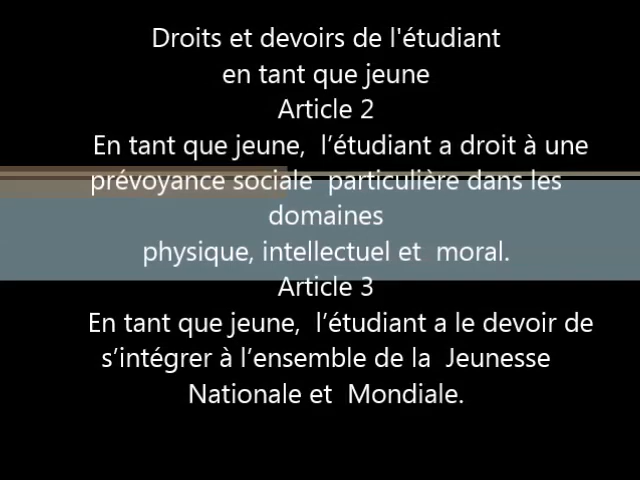 Droits et devoirs de l'étudiant
en tant que jeune
Article 2
En tant que jeune, l’étudiant a droit à une
prévoyance sociale particulière dans les
domaines
physique, intellectuel et moral.
Article 3
En tant que jeune, l’étudiant a le devoir de
s’intégrer à l’ensemble de la Jeunesse
Nationale et Mondiale.